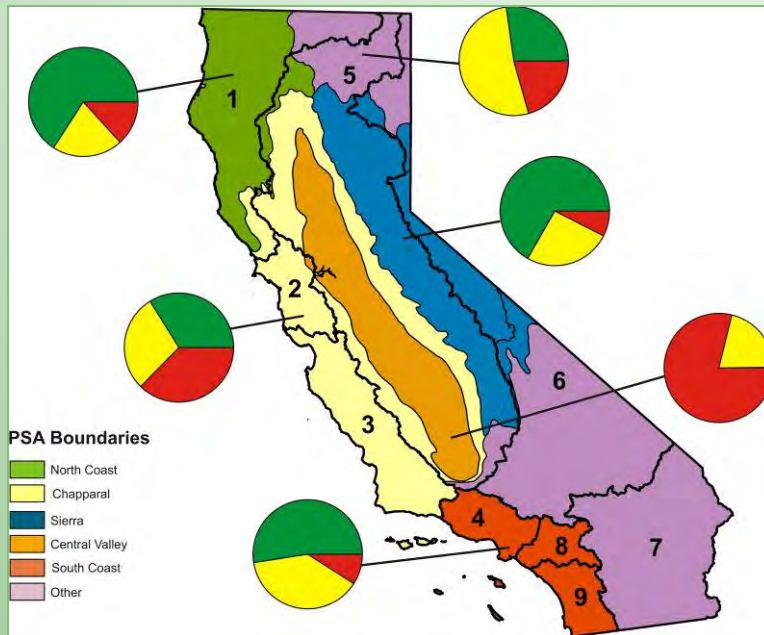 1
5
2
3
6
4
8
7
9
PSA Boundaries
North Coast
Chapparal
Sierra
Central Valley
South Coast
Other